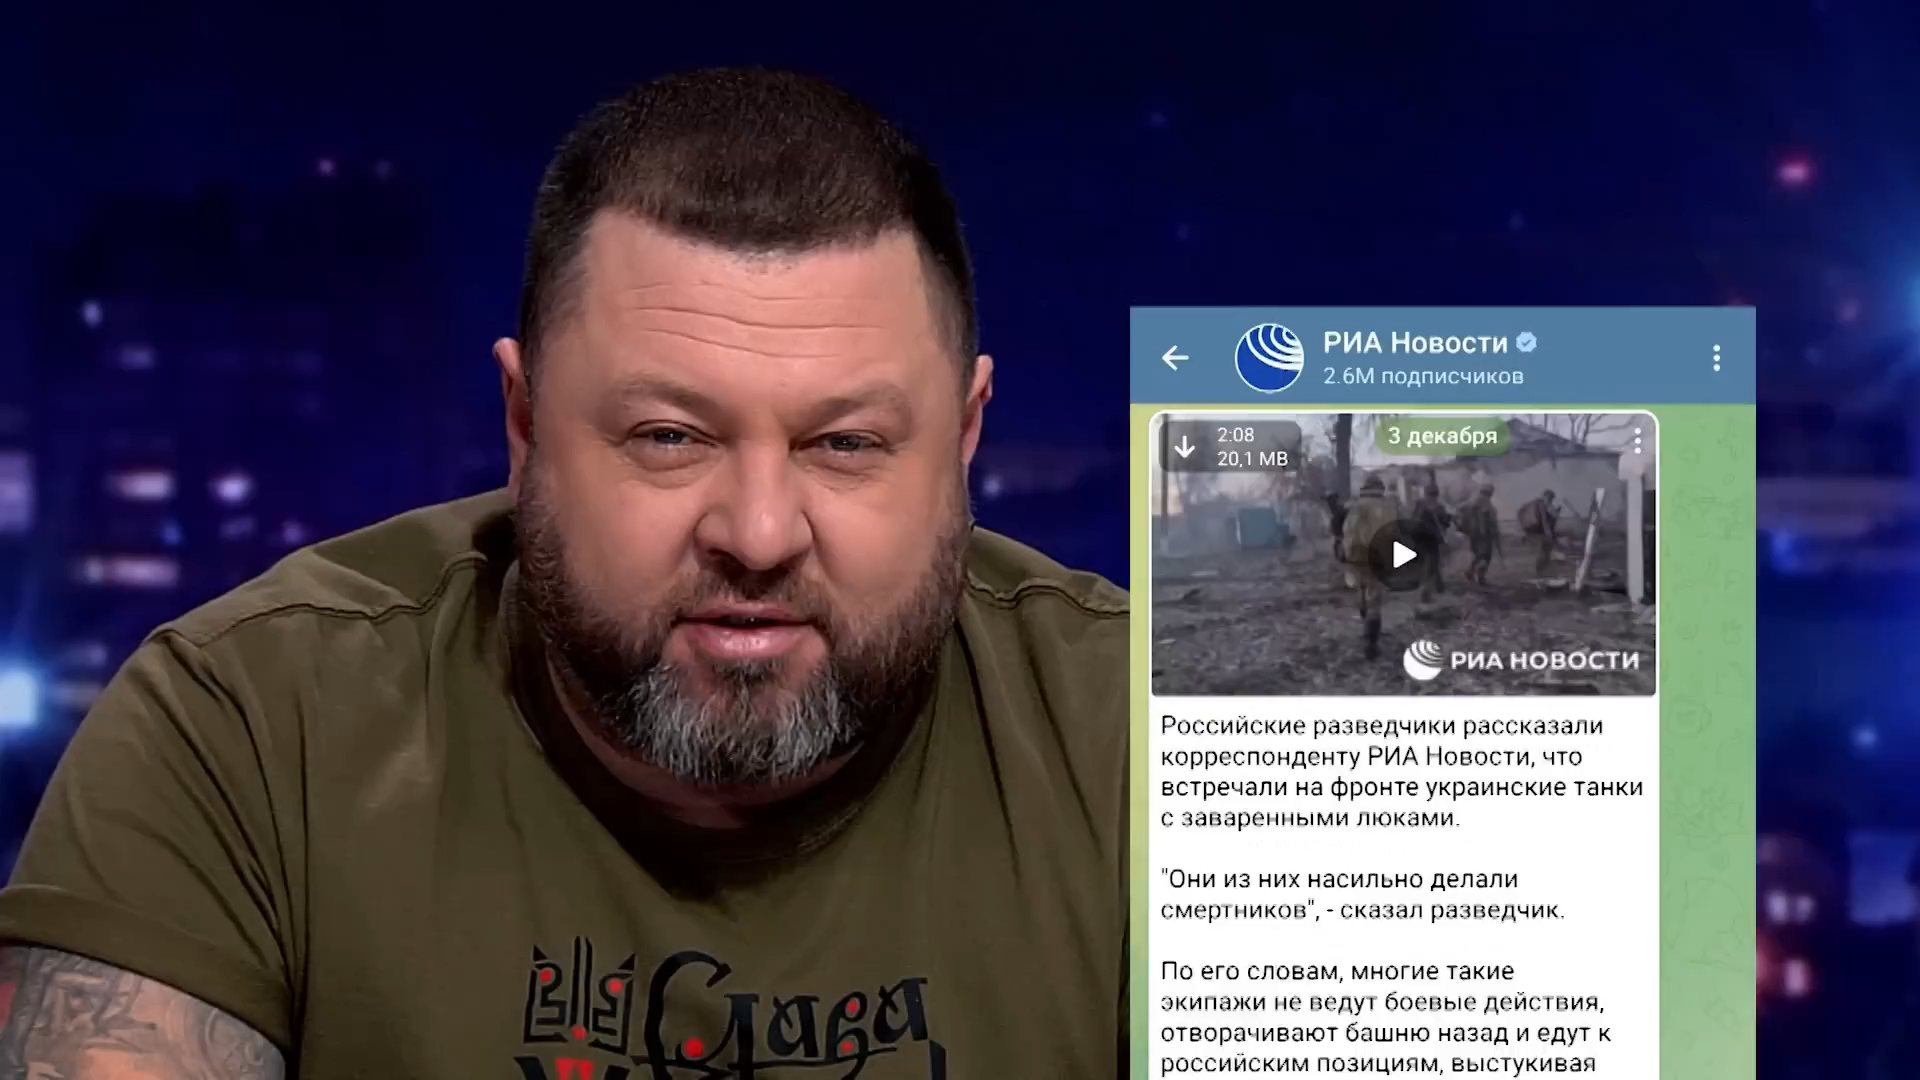 РИА Новости
2.6М подписчиков
2:08
20,1 MB
3 декабря
РИА НОВОСТИ
Российские разведчики рассказали
корреспонденту РИА Новости, что
встречали на фронте украинские танки
с заваренными люками.
"Они из них насильно делали
смертников", - сказал разведчик.
По его словам, многие такие
экипажи не ведут боевые действия,
отворачивают башню назад и едут к
российским позициям, выстукивая
Слава